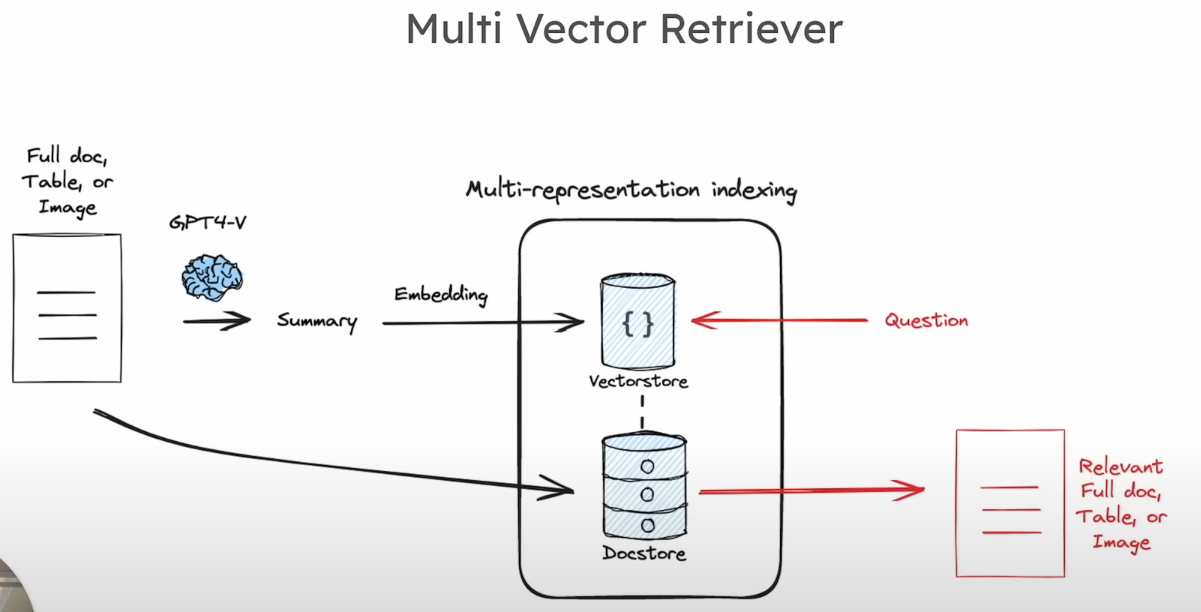 Multi Vector Retriever
Full doc,
Table, or
Image
GPT4-V
Summary
Embedding
Multi-representation indexing
{}
Vectorstore
Docstore
Question
Relevant
Full doc,
Table, or
Image